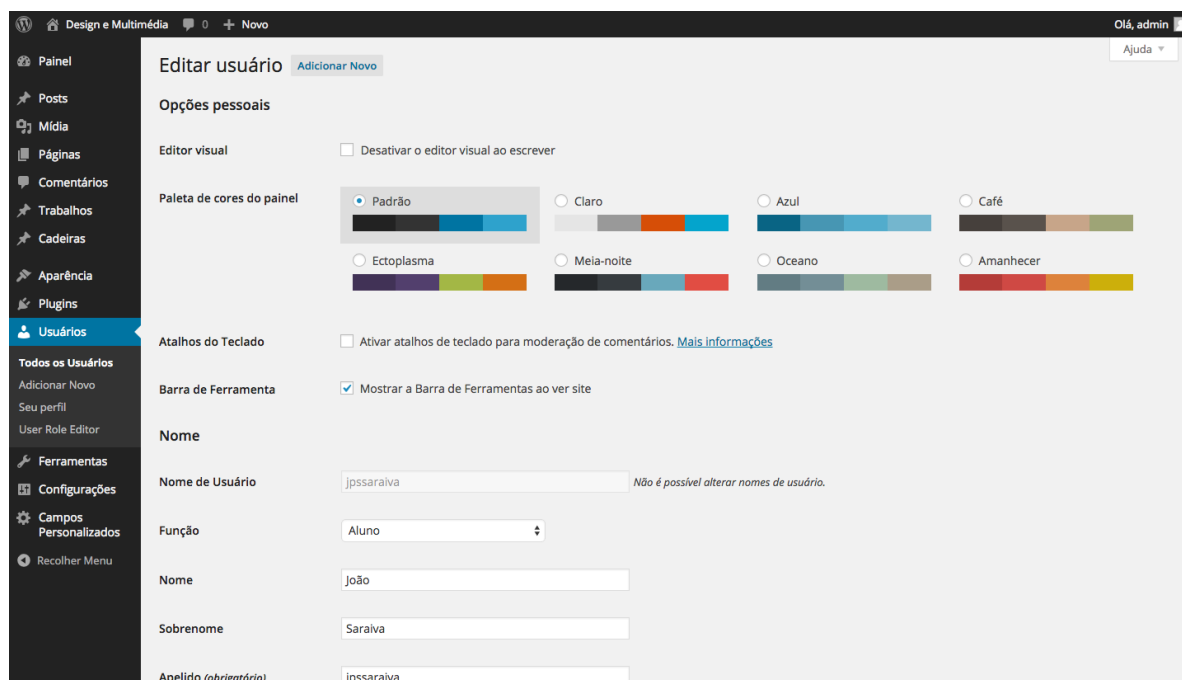 Design e Multimédia 0 + Novo Olá, admin
Ajuda
Painel
Posts
Mídia
Páginas
Comentários
Trabalhos
Cadeiras
Aparência
Plugins
Usuários
Todos os Usuários
Adicionar Novo
Seu perfil
User Role Editor
Ferramentas
Configurações
Campos
Personalizados
Recolher Menu
Editar usuário Adicionar Novo
Opções pessoais
Editor visual Desativar o editor visual ao escrever
Paleta de cores do painel Padrão Claro Azul Café
Ectoplasma Meia-noite Oceano Amanhecer
Atalhos do Teclado Ativar atalhos de teclado para moderação de comentários. Mais informações
Barra de Ferramenta Mostrar a Barra de Ferramentas ao ver site
Nome
Nome de Usuário jpssaraiva Não é possível alterar nomes de usuário.
Função Aluno
Nome João
Sobrenome Saraiva
Apelido (obrigatório) jpssaraiva